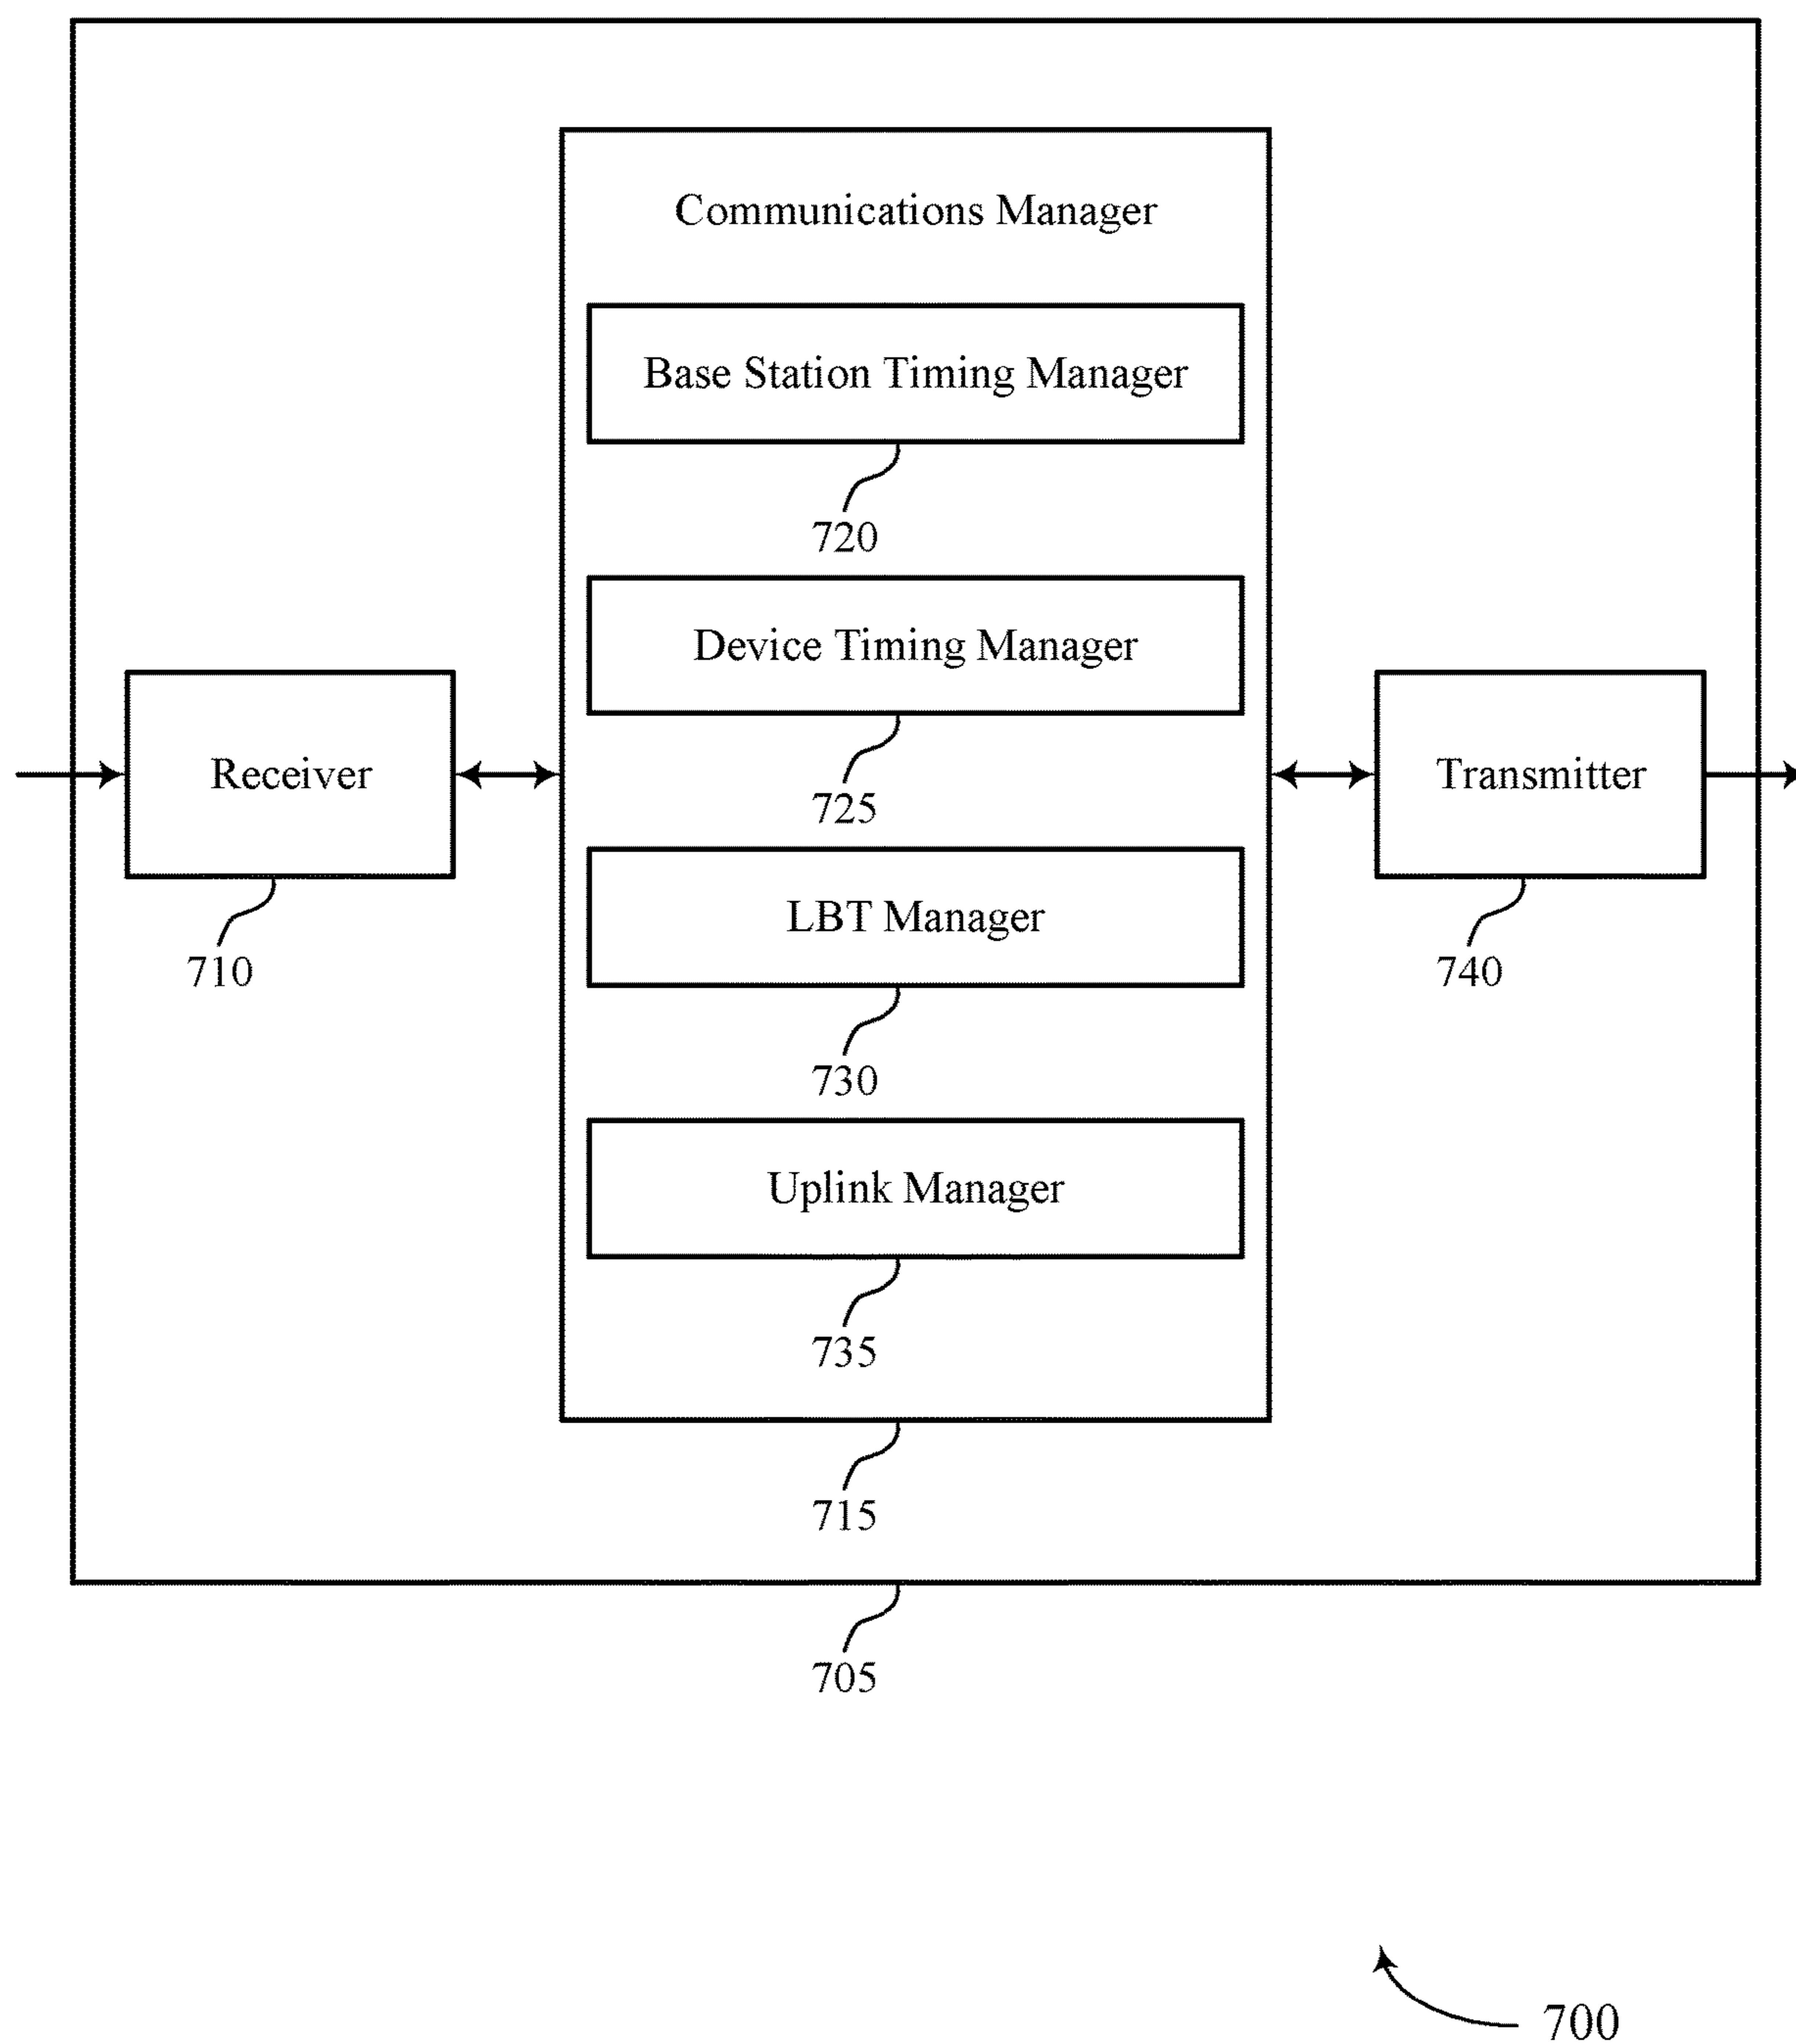 Communications Manager
Base Station Timing Manager
720
Device Timing Manager
725
Receiver
710
Transmitter
740
LBT Manager
730
Uplink Manager
735
715
705
700